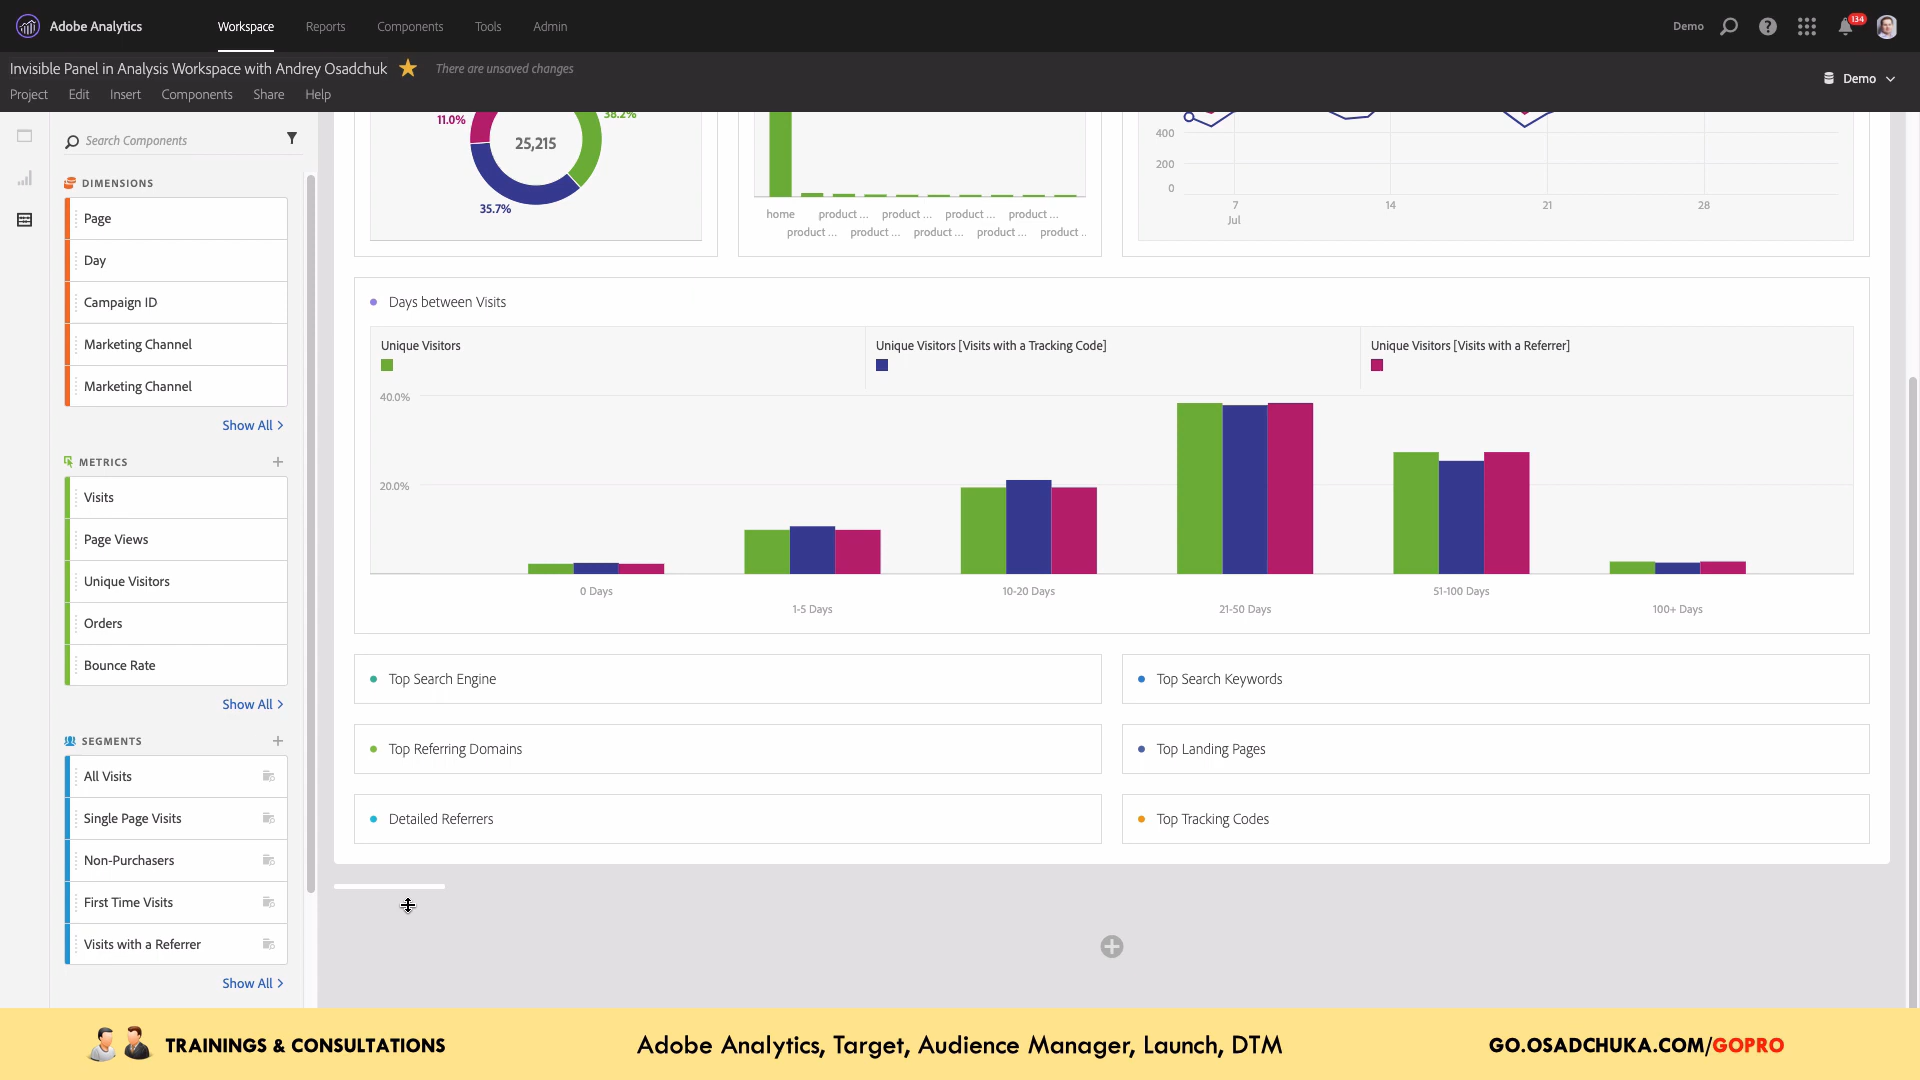 Adobe Analytics
Workspace
Reports
Components
Tools
Admin
Demo
134
Invisible Panel in Analysis Workspace with Andrey Osadchuk
There are unsaved changes
Demo
Project
Edit
Insert
Components
Share
Help
Search Components
DIMENSIONS
Page
Day
Campaign ID
Marketing Channel
Marketing Channel
Show All >
METRICS
Visits
Page Views
Unique Visitors
Orders
Bounce Rate
Show All >
SEGMENTS
All Visits
Single Page Visits
Non-Purchasers
First Time Visits
Visits with a Referrer
Show All >
11.0%
38.2%
25,215
35.7%
home
product ...
product ...
product ...
product ...
product ...
product ...
product ...
product ...
product ..
400
200
0
7
14
21
28
Jul
Days between Visits
Unique Visitors
Unique Visitors [Visits with a Tracking Code]
Unique Visitors [Visits with a Referrer]
40.0%
20.0%
0 Days
1-5 Days
10-20 Days
21-50 Days
51-100 Days
100+ Days
Top Search Engine
Top Search Keywords
Top Referring Domains
Top Landing Pages
Detailed Referrers
Top Tracking Codes
TRAININGS & CONSULTATIONS
Adobe Analytics, Target, Audience Manager, Launch, DTM
GO.OSADCHUKA.COM/GOPRO